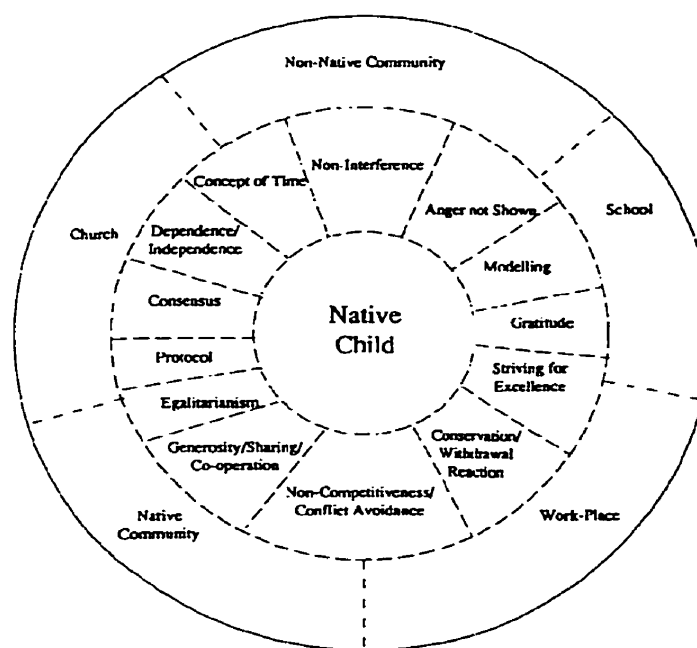 Non-Native Community
Non-Interference
Concept of Time
Anger not Shown
School
Church
Dependence/
Independence
Modelling
Consensus
Native
Child
Gratitude
Protocol
Striving for
Excellence
Egalitarianism
Generosity/Sharing/
Co-operation
Conservation/
Withdrawal
Reaction
Non-Competitiveness/
Conflict Avoidance
Native
Community
Work-Place